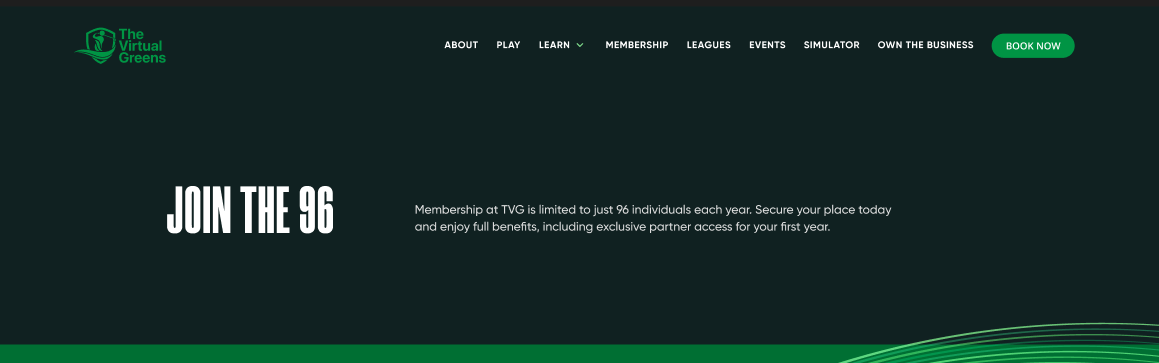 The
Virtual
Greens
ABOUT PLAY LEARN MEMBERSHIP LEAGUES EVENTS SIMULATOR OWN THE BUSINESS BOOK NOW
JOIN THE 96
Membership at TVG is limited to just 96 individuals each year. Secure your place today
and enjoy full benefits, including exclusive partner access for your first year.